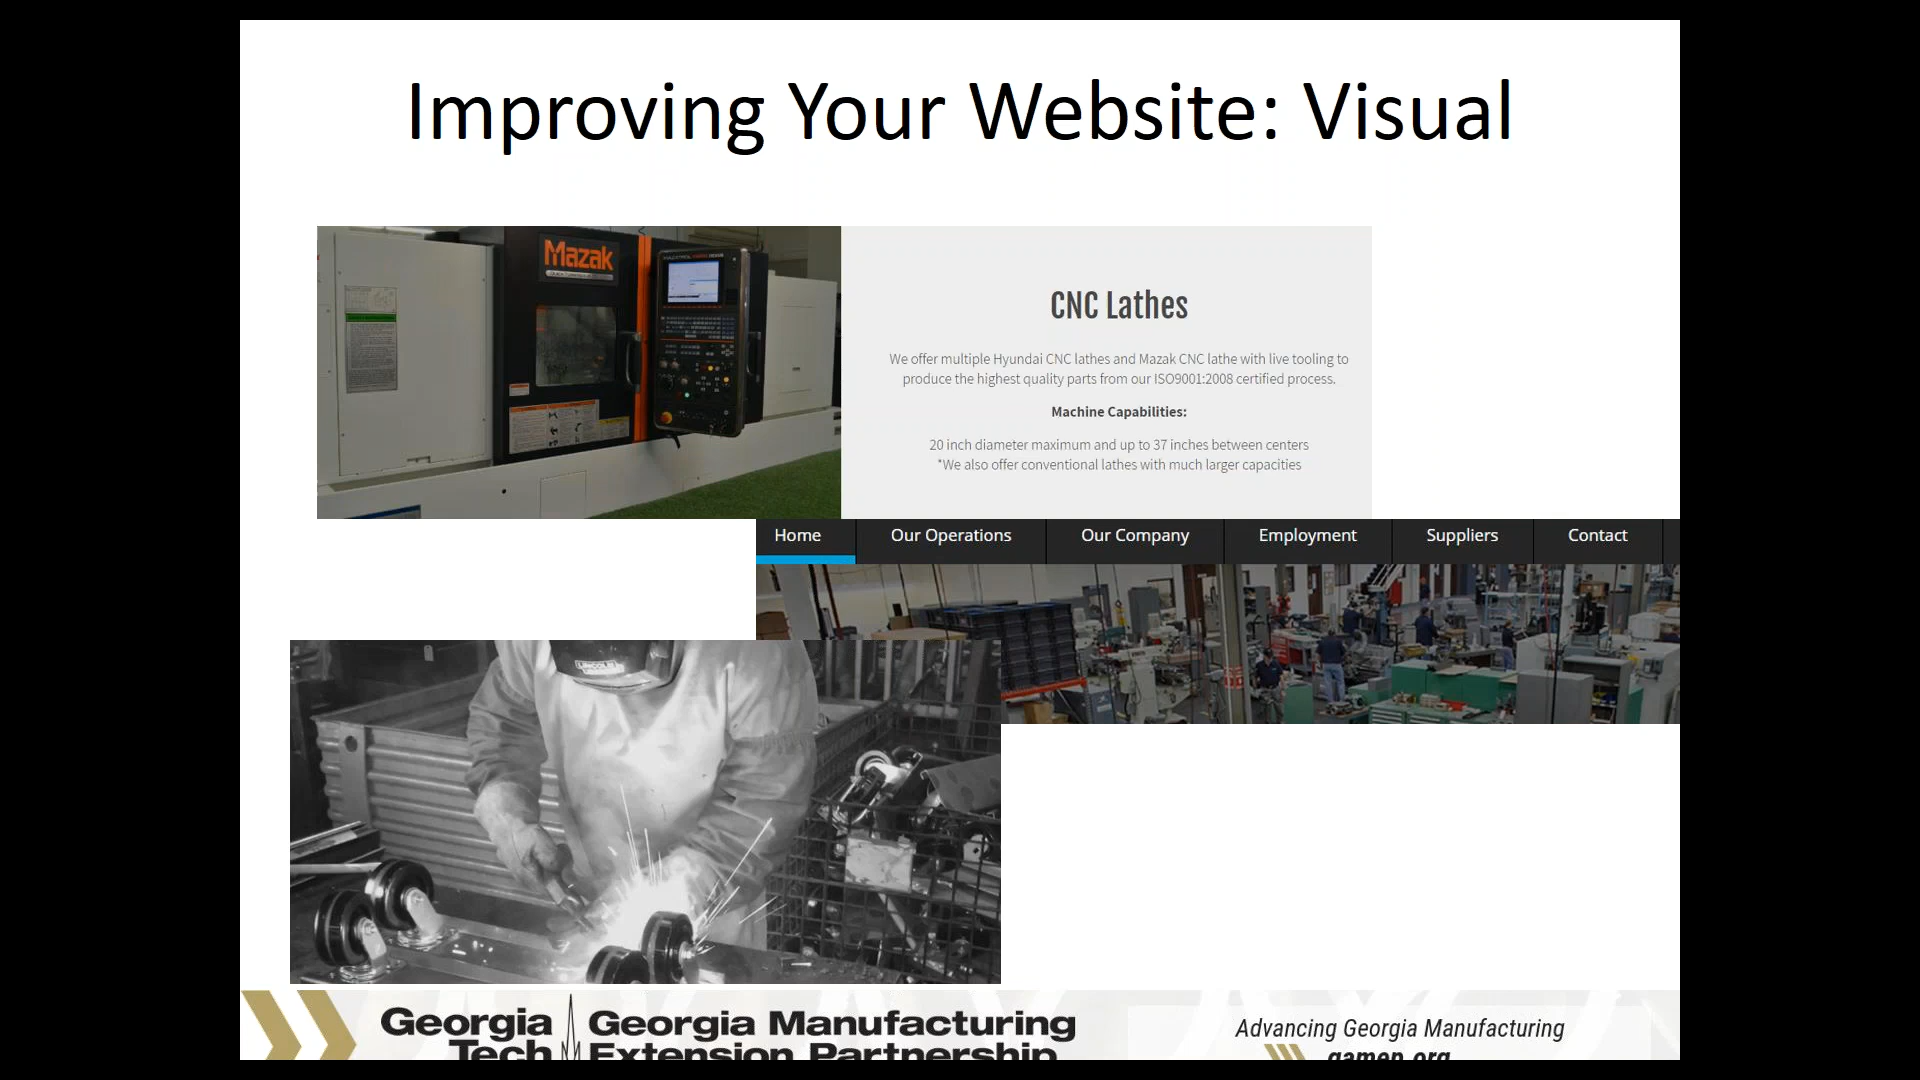 Improving Your Website: Visual
Mazak
CNC Lathes
We offer multiple Hyundai CNC lathes and Mazak CNC lathe with live tooling to
produce the highest quality parts from our ISO9001:2008 certified process.
Machine Capabilities:
20 inch diameter maximum and up to 37 inches between centers
*We also offer conventional lathes with much larger capacities
Home Our Operations Our Company Employment Suppliers Contact
LINCOLN
Georgia
Tech
Georgia Manufacturing
Extension Partnership
Advancing Georgia Manufacturing
gamep.org